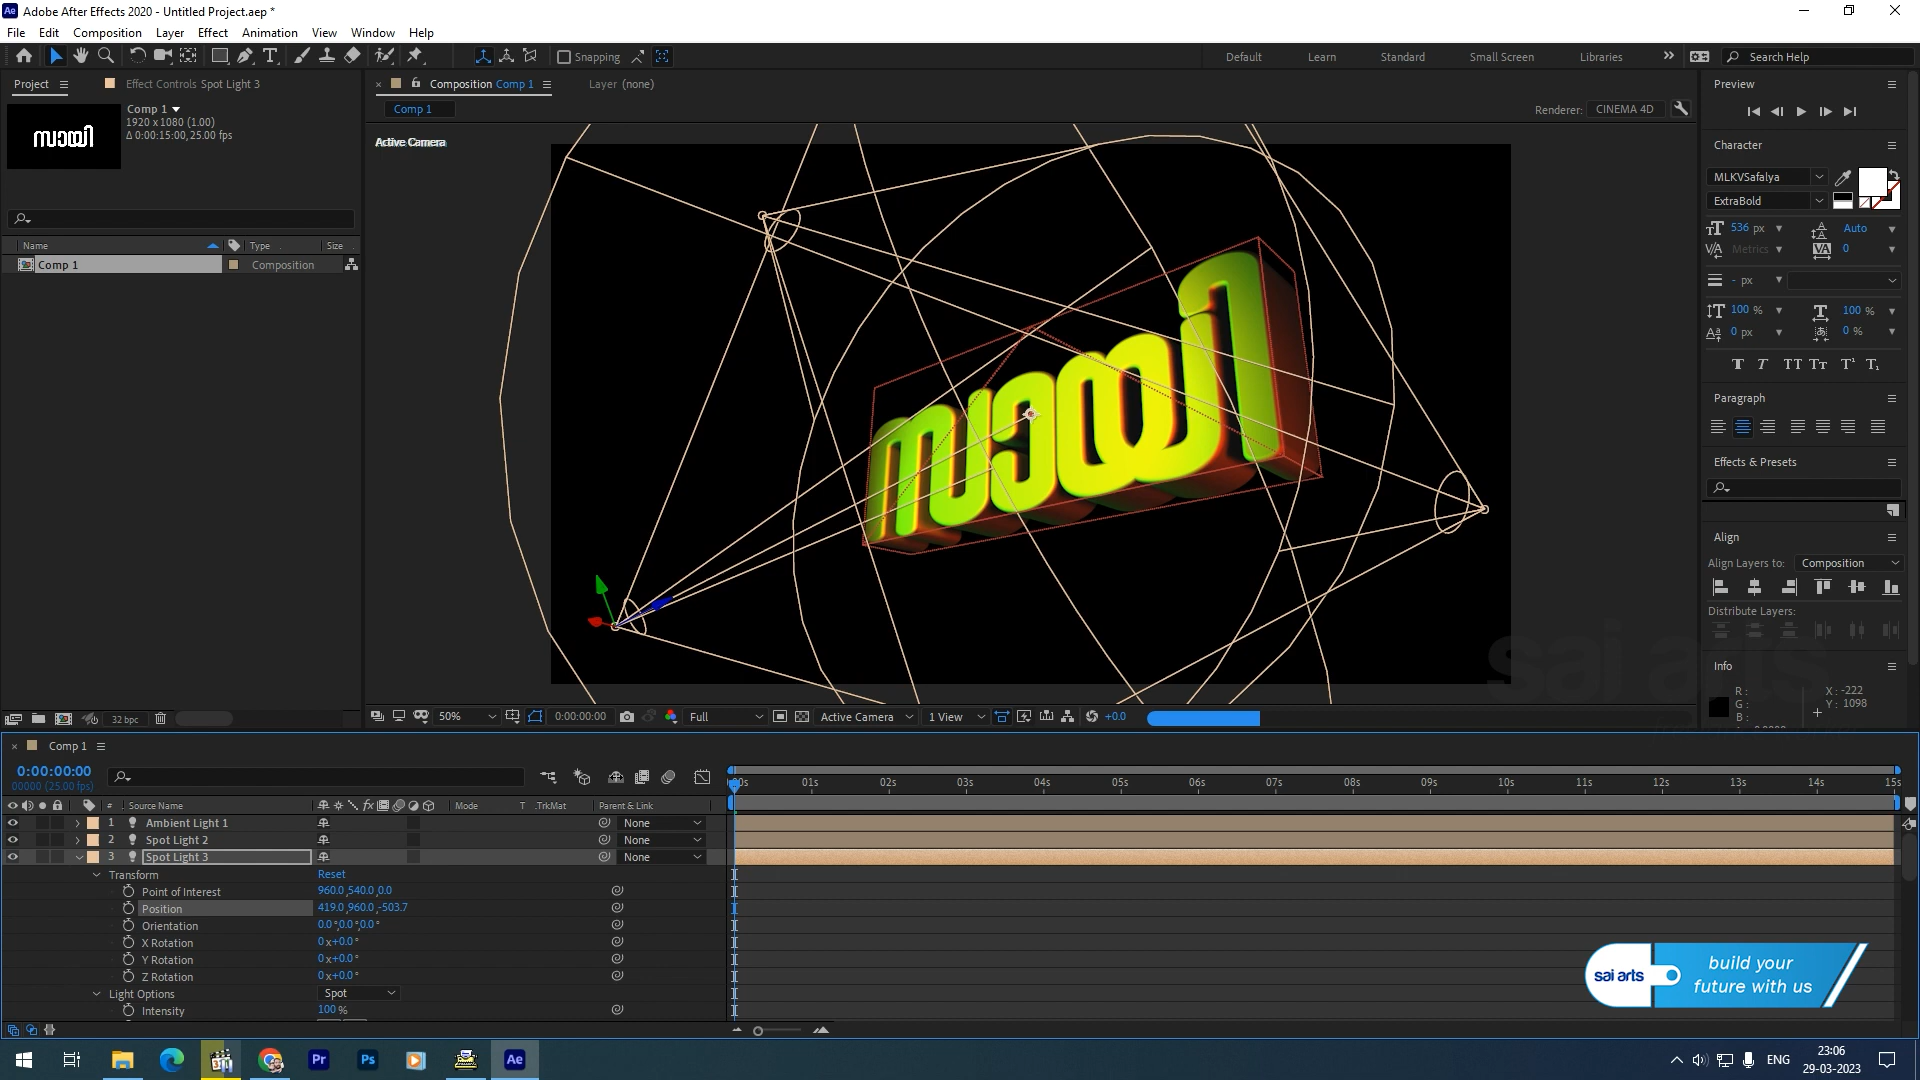 Adobe After Effects 2020 - Untitled Project.aep *
File Edit Composition Layer Effect Animation View Window Help
Snapping
Default Learn Standard Small Screen Libraries
Search Help
Project
Effect Controls Spot Light 3
Composition Comp 1
Layer (none)
Comp 1
1920 x 1080 (1.00)
Δ 0:00:15:00, 25.00 fps
സായി
Comp 1
Renderer: CINEMA 4D
Active Camera
Name Type Size
Comp 1 Composition
സായി
Preview
Character
MLKVSafalya
ExtraBold
536 px Auto
Metrics 0
- px
100 % 100 %
0 px 0 %
Paragraph
Effects & Presets
Align
Align Layers to: Composition
Distribute Layers:
Info
R:
G:
B:
X: -222
Y: 1098
sai arts
32 bpc
50% 0:00:00:00 Full Active Camera 1 View +0.0
Comp 1
0:00:00:00
00000 (25.00 fps)
00s 01s 02s 03s 04s 05s 06s 07s 08s 09s 10s 11s 12s 13s 14s 15s
# Source Name Mode T .TrkMat Parent & Link
1 Ambient Light 1 None
2 Spot Light 2 None
3 Spot Light 3 None
Transform Reset
Point of Interest 960.0,540.0,0.0
Position 419.0,960.0,-503.7
Orientation 0.0°,0.0°,0.0°
X Rotation 0x+0.0°
Y Rotation 0x+0.0°
Z Rotation 0x+0.0°
Light Options Spot
Intensity 100 %
sai arts
build your
future with us
ENG
23:06
29-03-2023